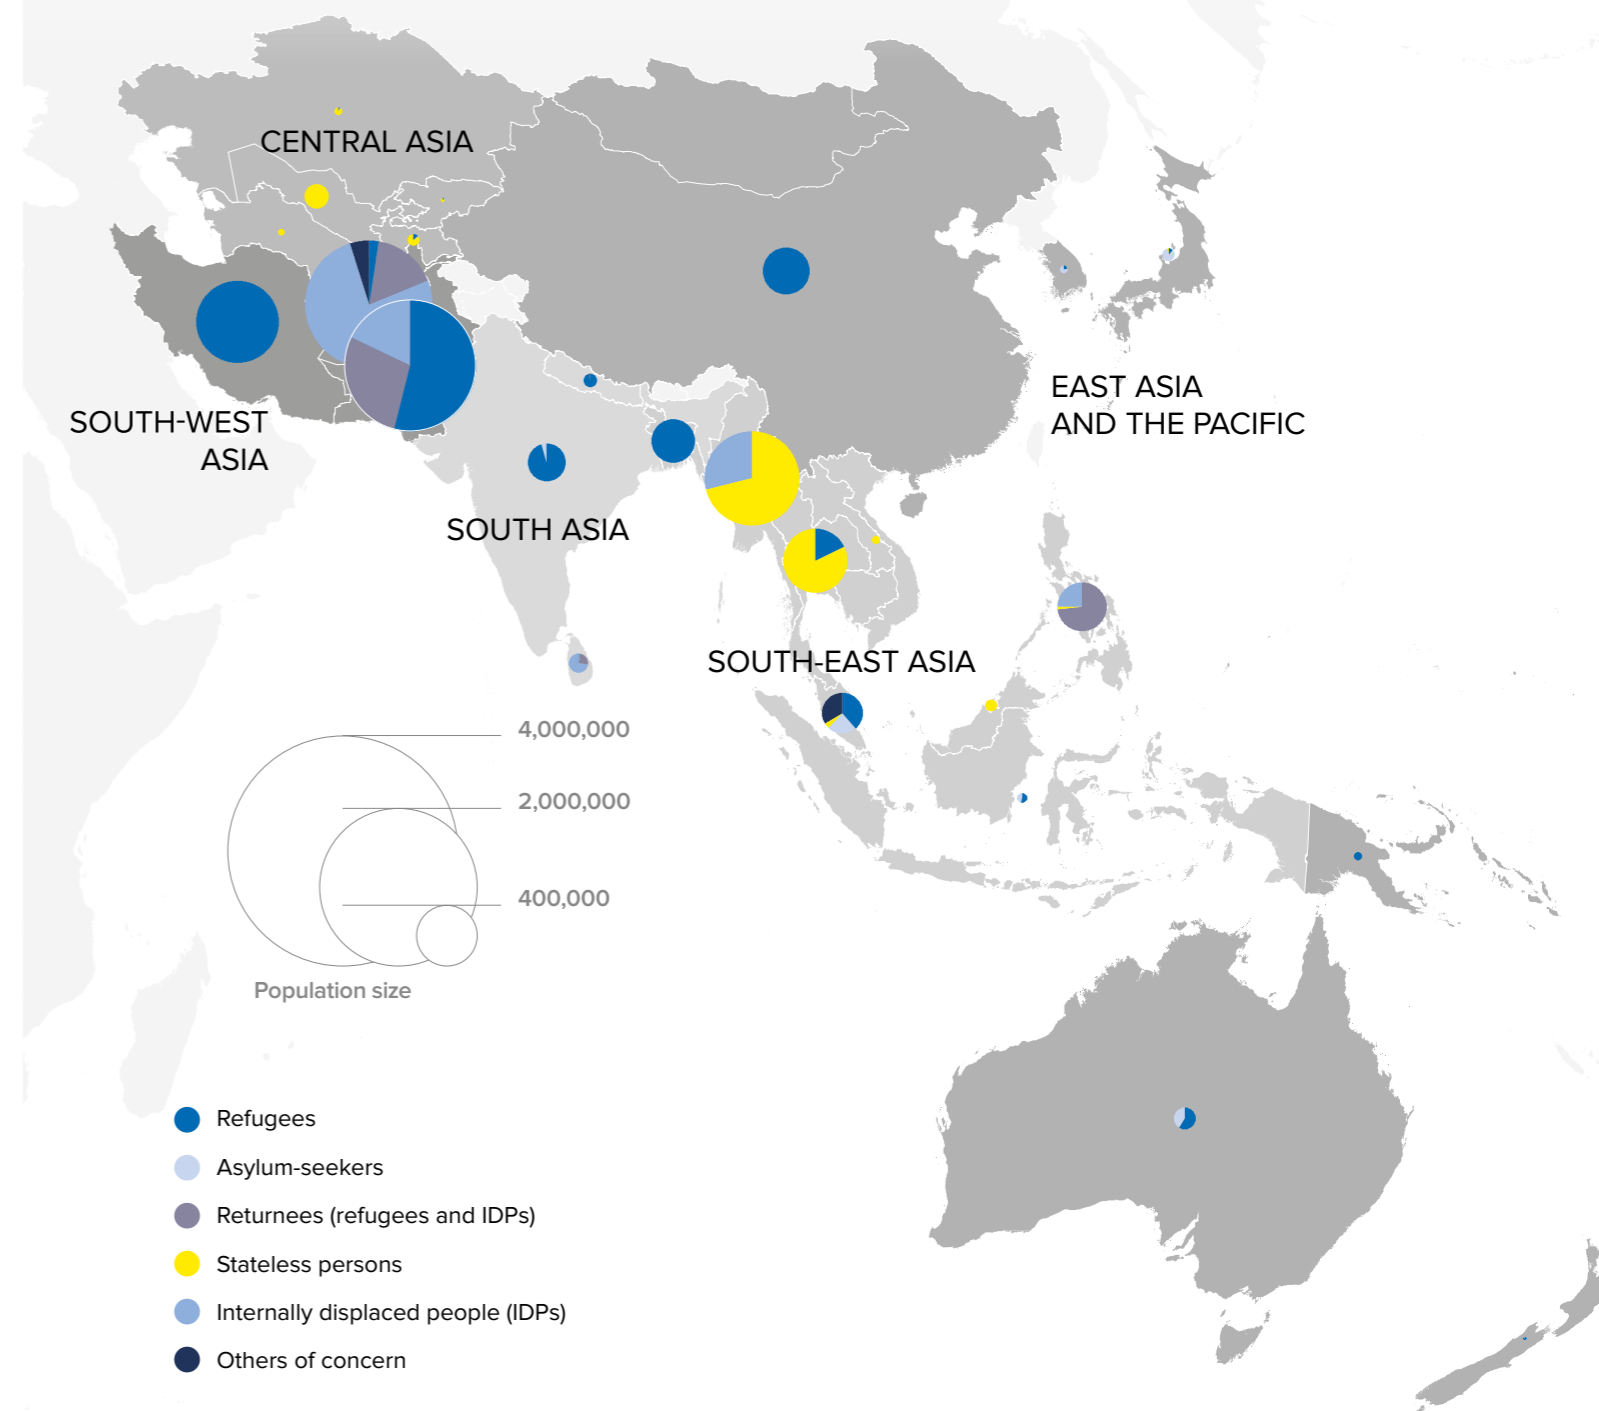 CENTRAL ASIA
SOUTH-WEST
ASIA
EAST ASIA
AND THE PACIFIC
SOUTH ASIA
SOUTH-EAST ASIA
4,000,000
2,000,000
400,000
Population size
Refugees
Asylum-seekers
Returnees (refugees and IDPs)
Stateless persons
Internally displaced people (IDPs)
Others of concern